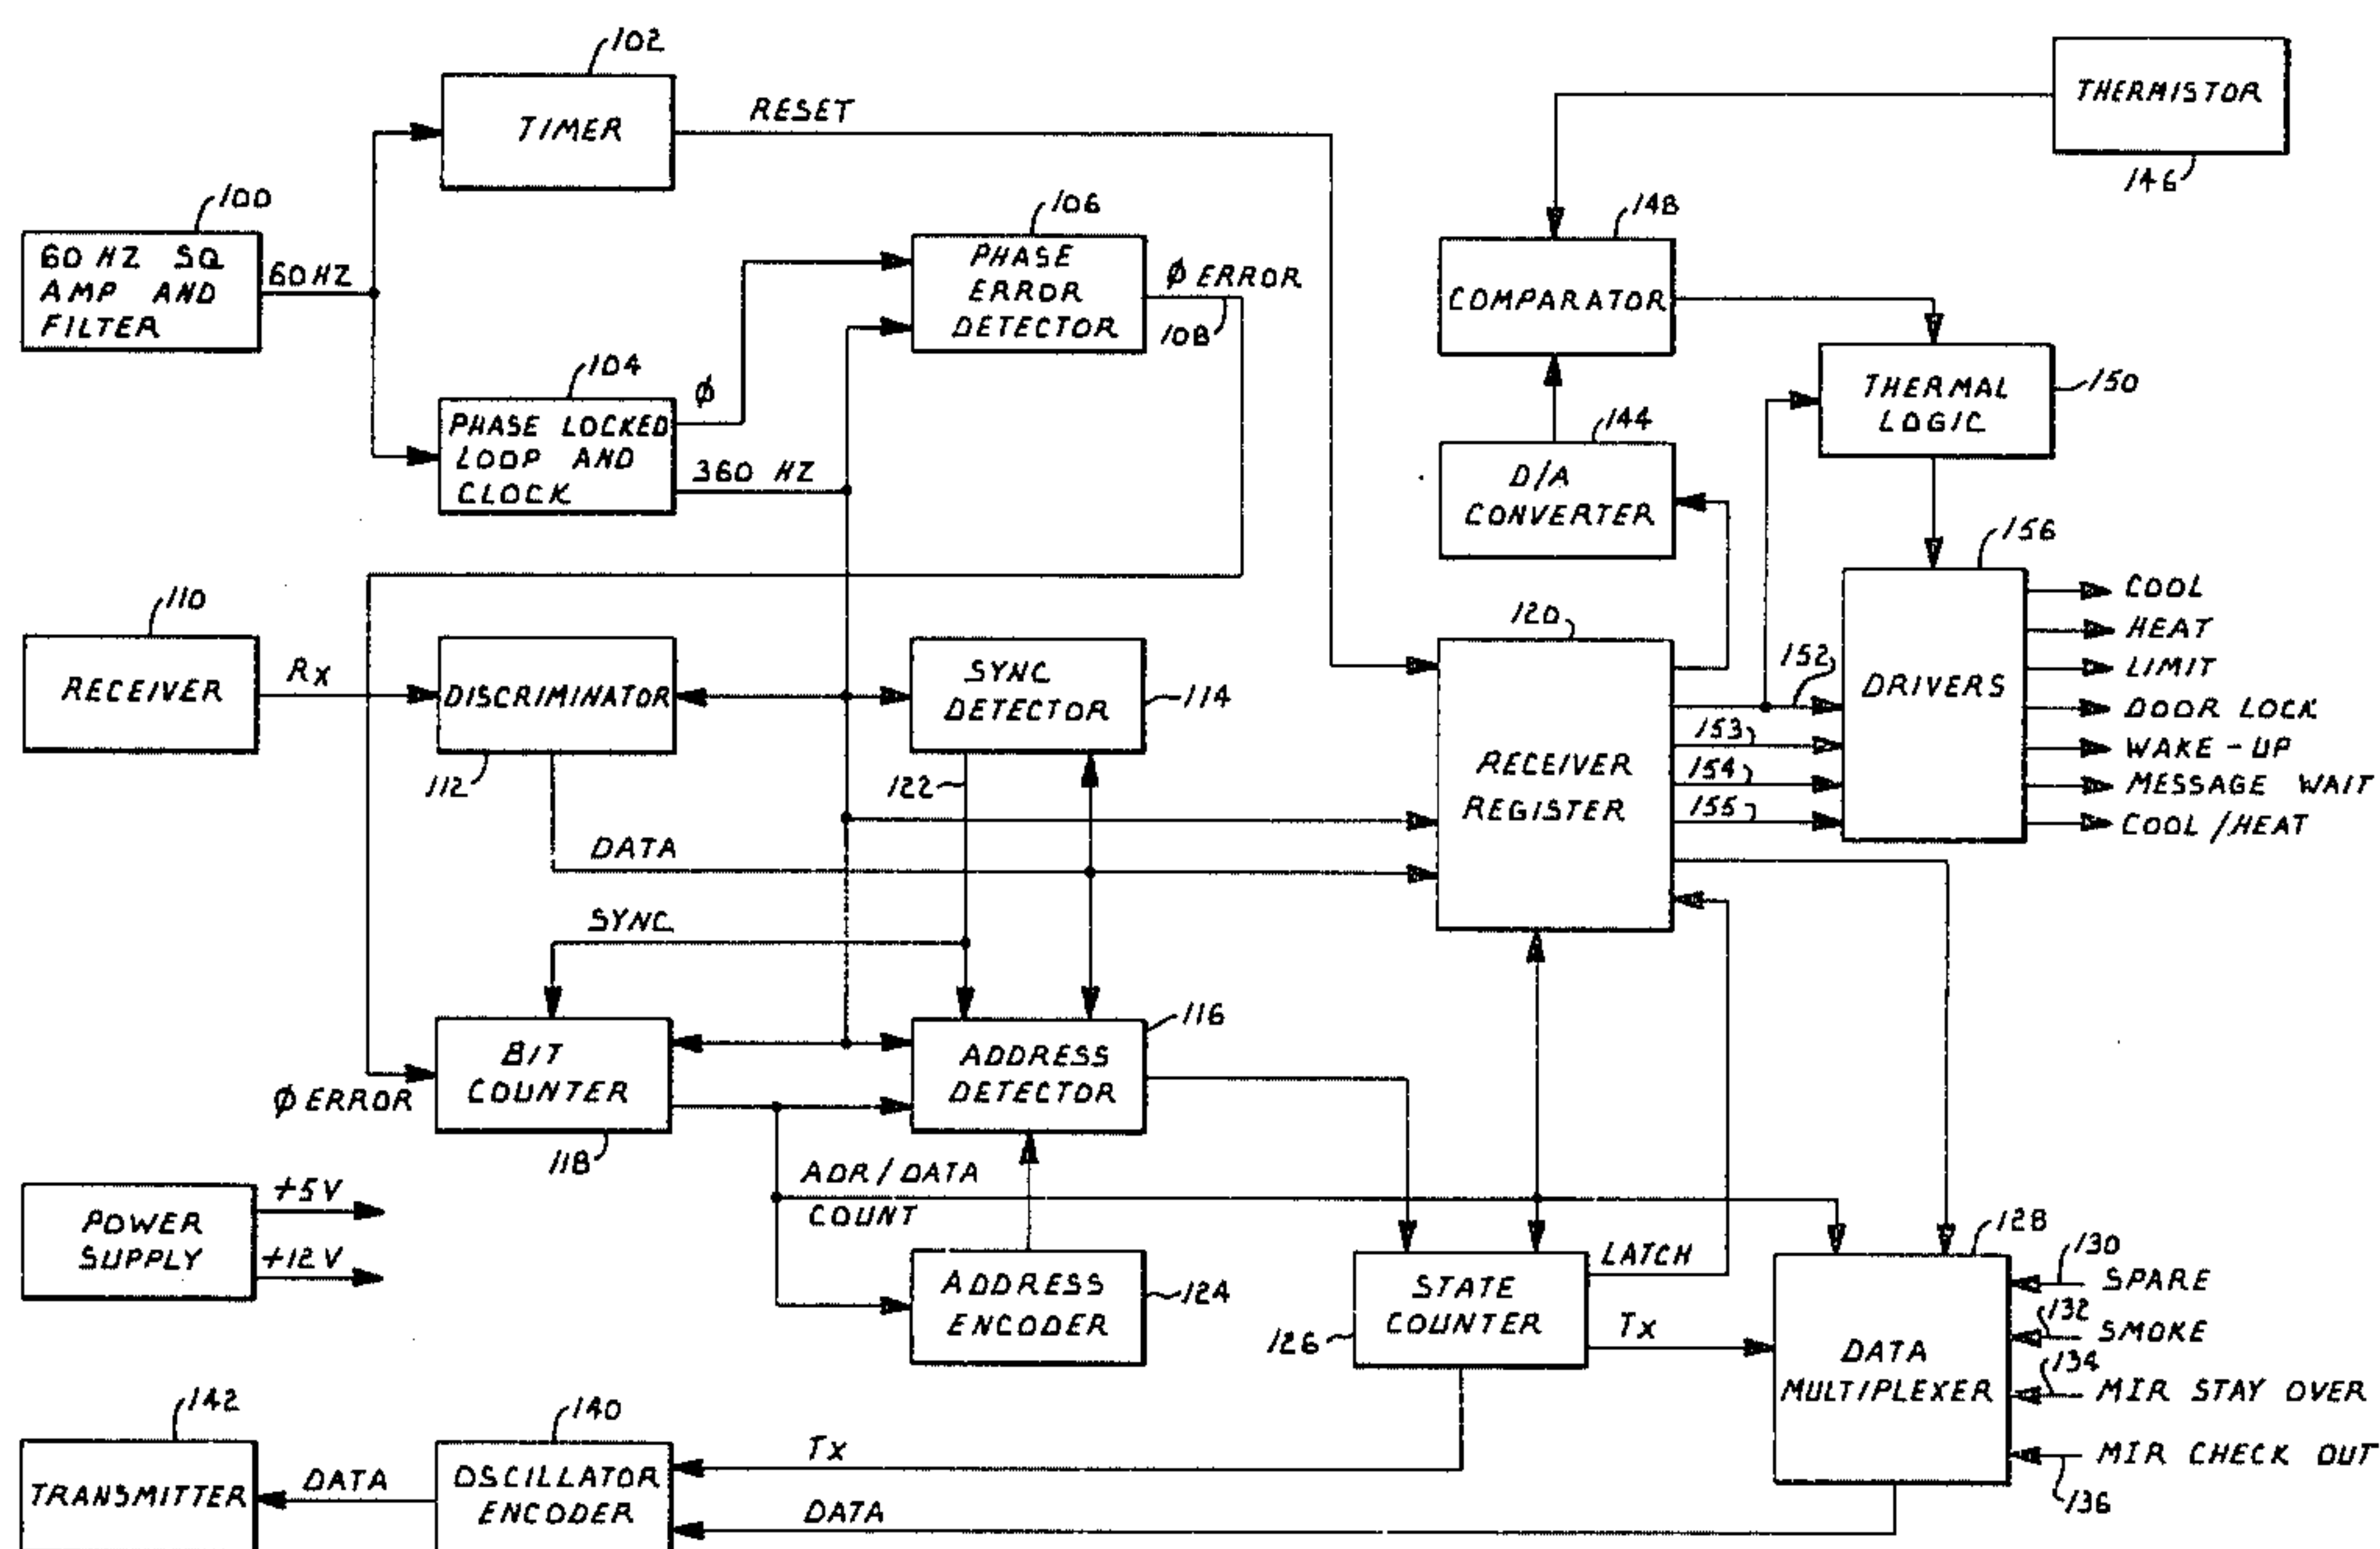 102
TIMER
RESET
THERMISTOR
146
100
60 HZ SQ
AMP AND
FILTER
60 HZ
106
PHASE
ERROR
DETECTOR
Ø ERROR
108
148
COMPARATOR
104
PHASE LOCKED
LOOP AND
CLOCK
Ø
360 HZ
THERMAL
LOGIC
150
144
D/A
CONVERTER
156
DRIVERS
COOL
HEAT
LIMIT
DOOR LOCK
WAKE-UP
MESSAGE WAIT
COOL/HEAT
110
RECEIVER
Rx
DISCRIMINATOR
112
SYNC
DETECTOR
114
122
120
RECEIVER
REGISTER
152
153
154
155
DATA
SYNC
BIT
COUNTER
118
Ø ERROR
ADDRESS
DETECTOR
116
ADR/DATA
COUNT
POWER
SUPPLY
+5V
+12V
ADDRESS
ENCODER
124
STATE
COUNTER
126
LATCH
Tx
128
DATA
MULTIPLEXER
130
SPARE
132
SMOKE
134
MIR STAY OVER
MIR CHECK OUT
136
142
TRANSMITTER
DATA
140
OSCILLATOR
ENCODER
Tx
DATA